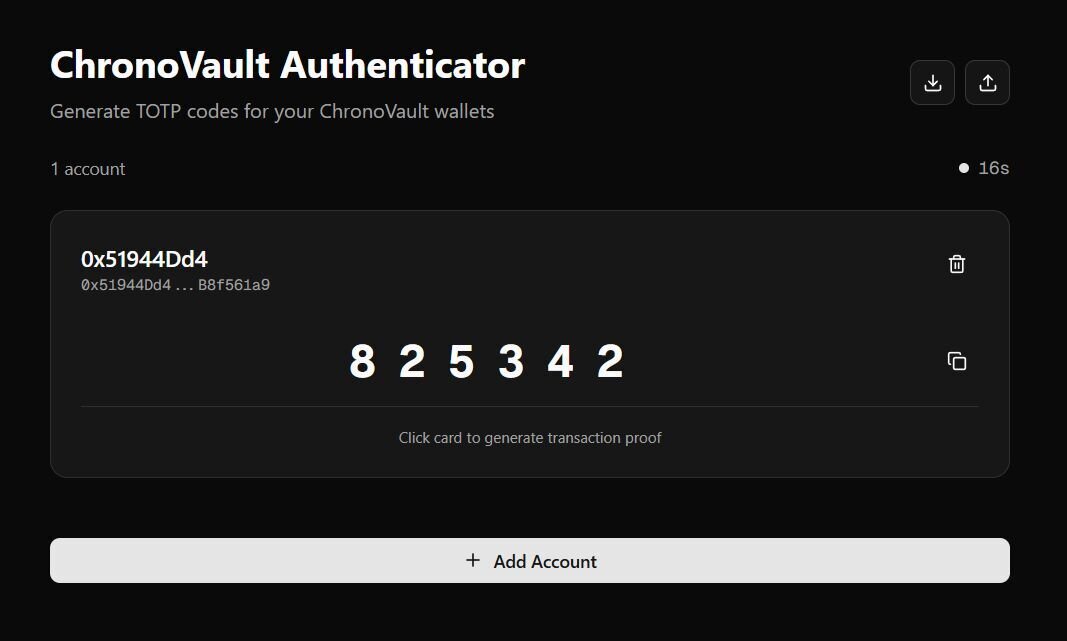 ChronoVault Authenticator
Generate TOTP codes for your ChronoVault wallets
1 account
16s
0x51944Dd4
0x51944Dd4...B8f561a9
8 2 5 3 4 2
Click card to generate transaction proof
+ Add Account